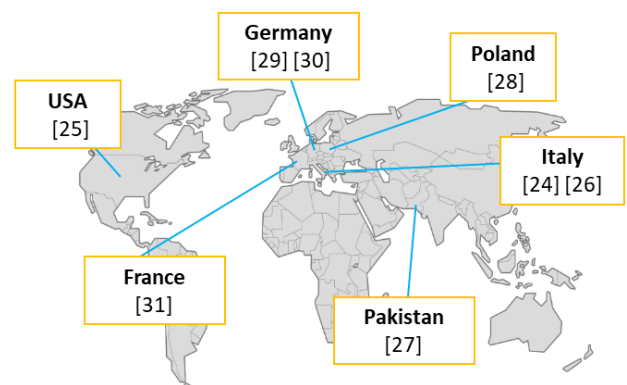 Germany
[29] [30]
Poland
[28]
USA
[25]
Italy
[24] [26]
France
[31]
Pakistan
[27]